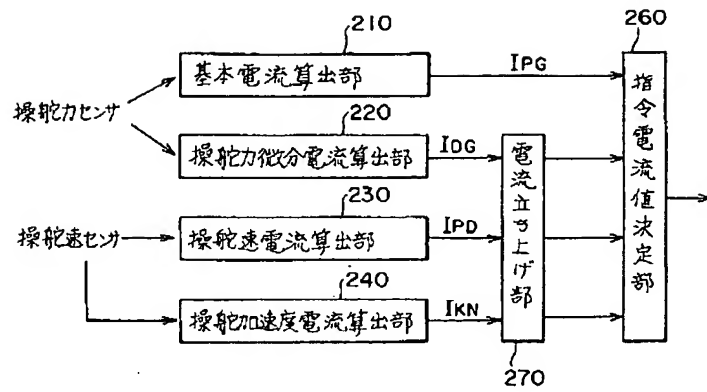 210
260
基本電流算出部
IPG
操舵力センサ
220
操舵力微分電流算出部
IDG
指令電流値決定部
電流立ち上げ部
230
操舵速センサ
操舵速電流算出部
IPD
240
操舵加速度電流算出部
IKN
270